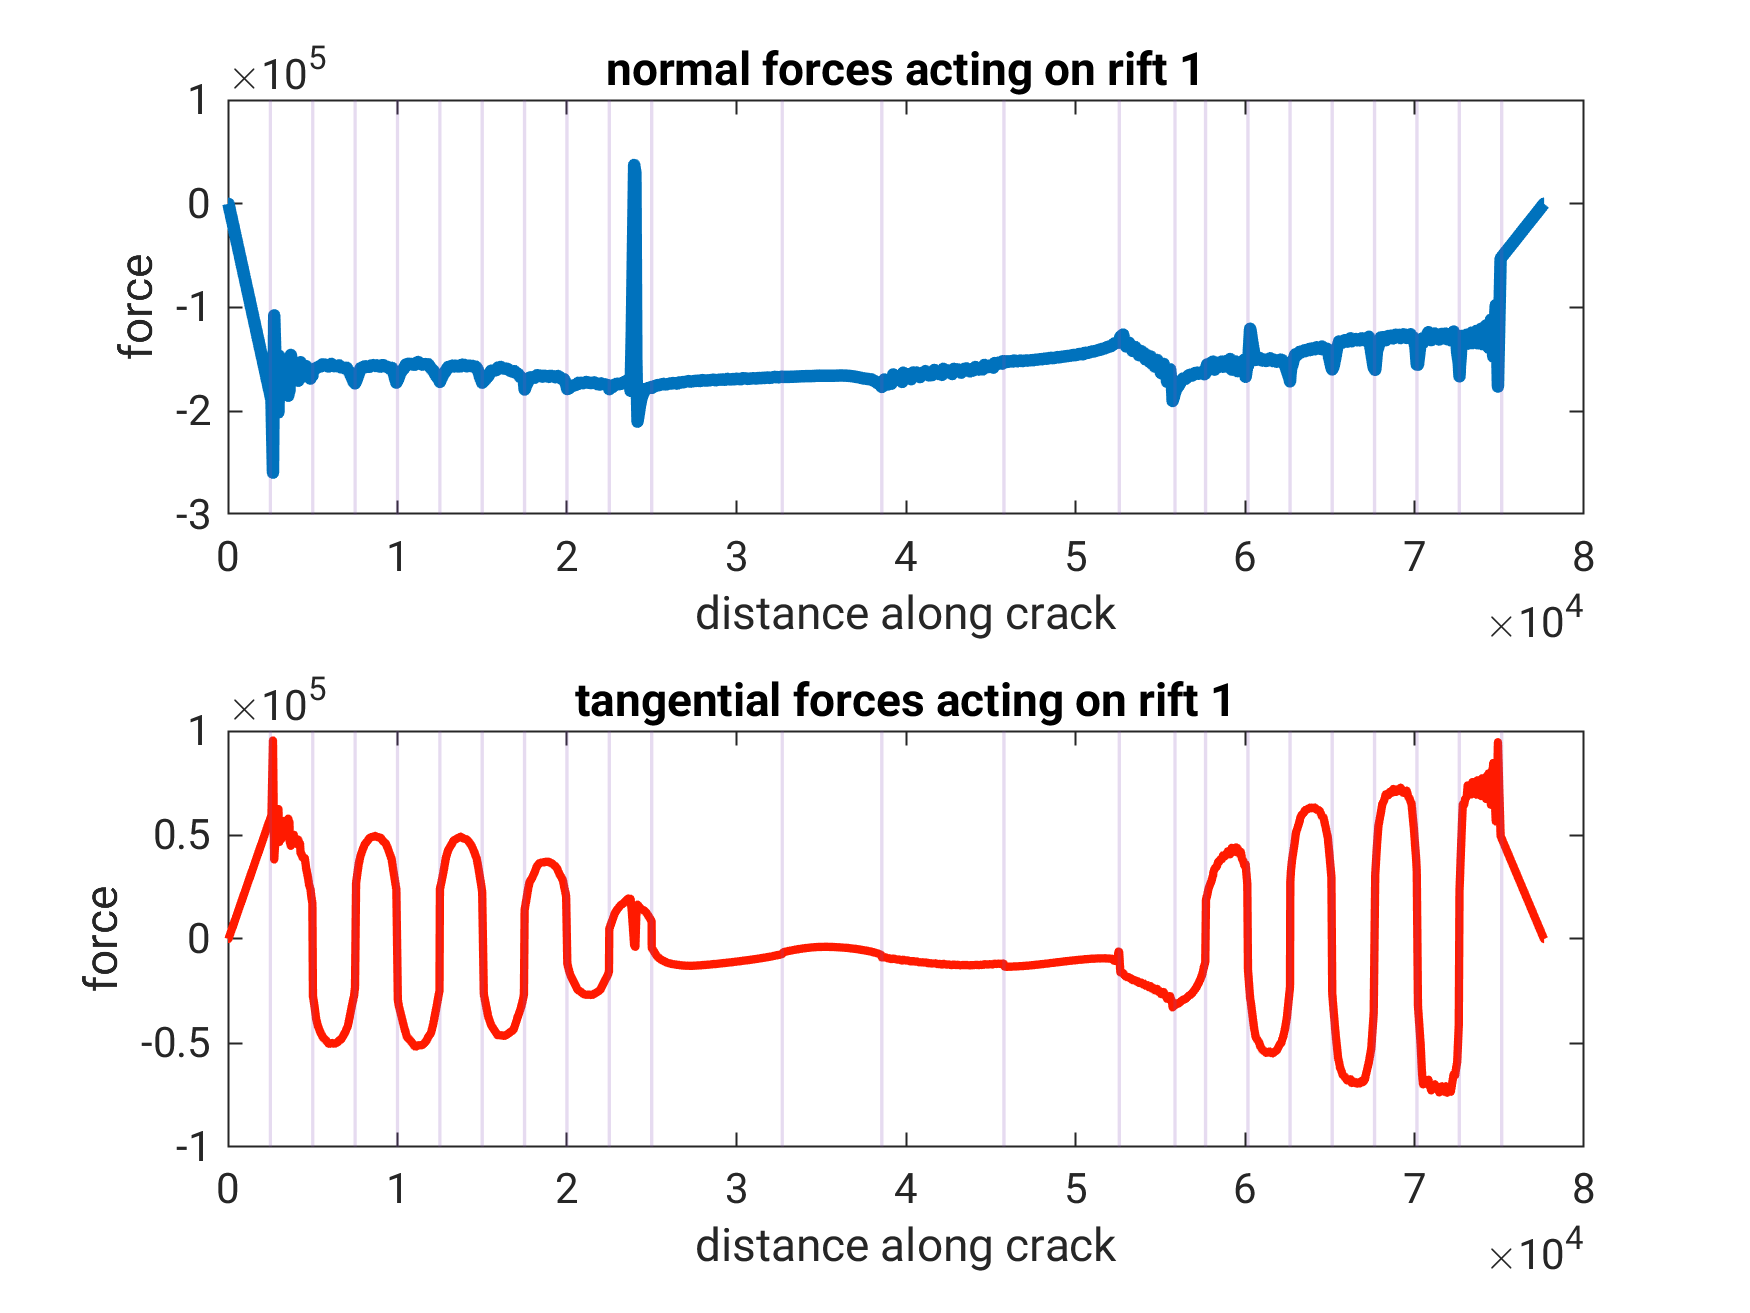 ×10^5
normal forces acting on rift 1
1
0
-1
-2
-3
force
0 1 2 3 4 5 6 7 8
distance along crack
×10^4
×10^5
tangential forces acting on rift 1
1
0.5
0
-0.5
-1
force
0 1 2 3 4 5 6 7 8
distance along crack
×10^4